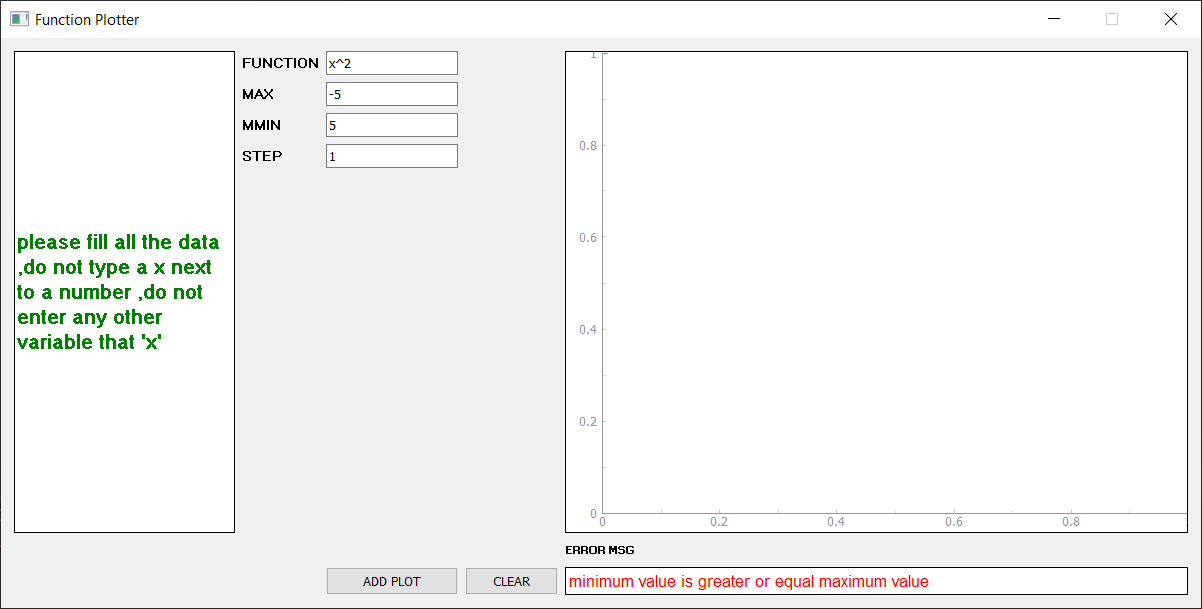 Function Plotter
please fill all the data
,do not type a x next
to a number ,do not
enter any other
variable that 'x'
FUNCTION x^2
MAX -5
MMIN 5
STEP 1
1
0.8
0.6
0.4
0.2
0
0 0.2 0.4 0.6 0.8
ERROR MSG
ADD PLOT CLEAR minimum value is greater or equal maximum value